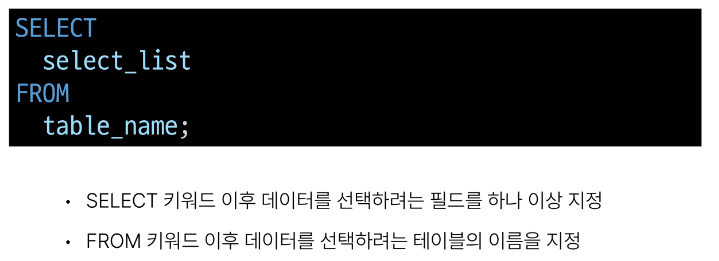 SELECT
select_list
FROM
table_name;
• SELECT 키워드 이후 데이터를 선택하려는 필드를 하나 이상 지정
• FROM 키워드 이후 데이터를 선택하려는 테이블의 이름을 지정